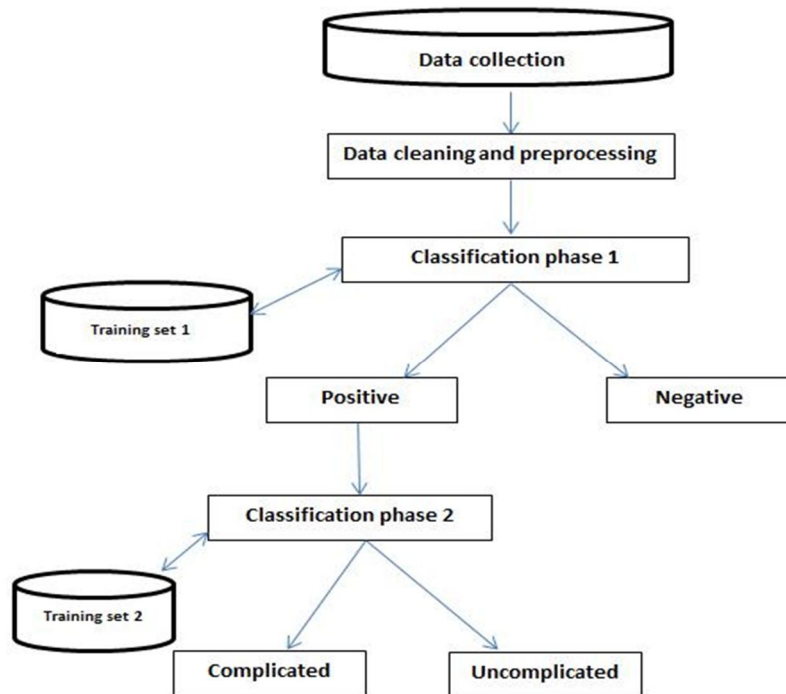 Data collection
Data cleaning and preprocessing
Classification phase 1
Training set 1
Positive
Negative
Classification phase 2
Training set 2
Complicated
Uncomplicated